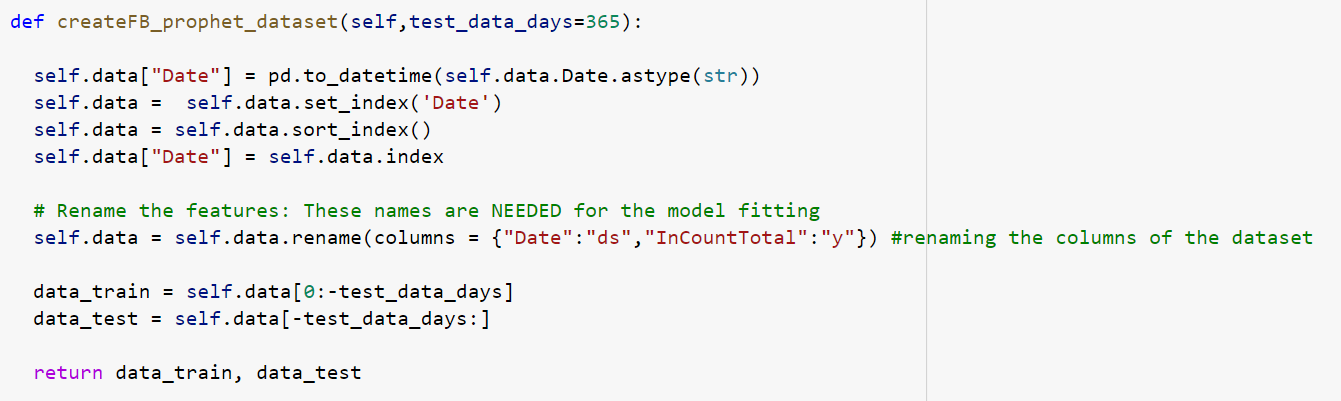 def createFB_prophet_dataset(self,test_data_days=365):
self.data["Date"] = pd.to_datetime(self.data.Date.astype(str))
self.data =  self.data.set_index('Date')
self.data = self.data.sort_index()
self.data["Date"] = self.data.index
# Rename the features: These names are NEEDED for the model fitting
self.data = self.data.rename(columns = {"Date":"ds","InCountTotal":"y"}) #renaming the columns of the dataset
data_train = self.data[0:-test_data_days]
data_test = self.data[-test_data_days:]
return data_train, data_test